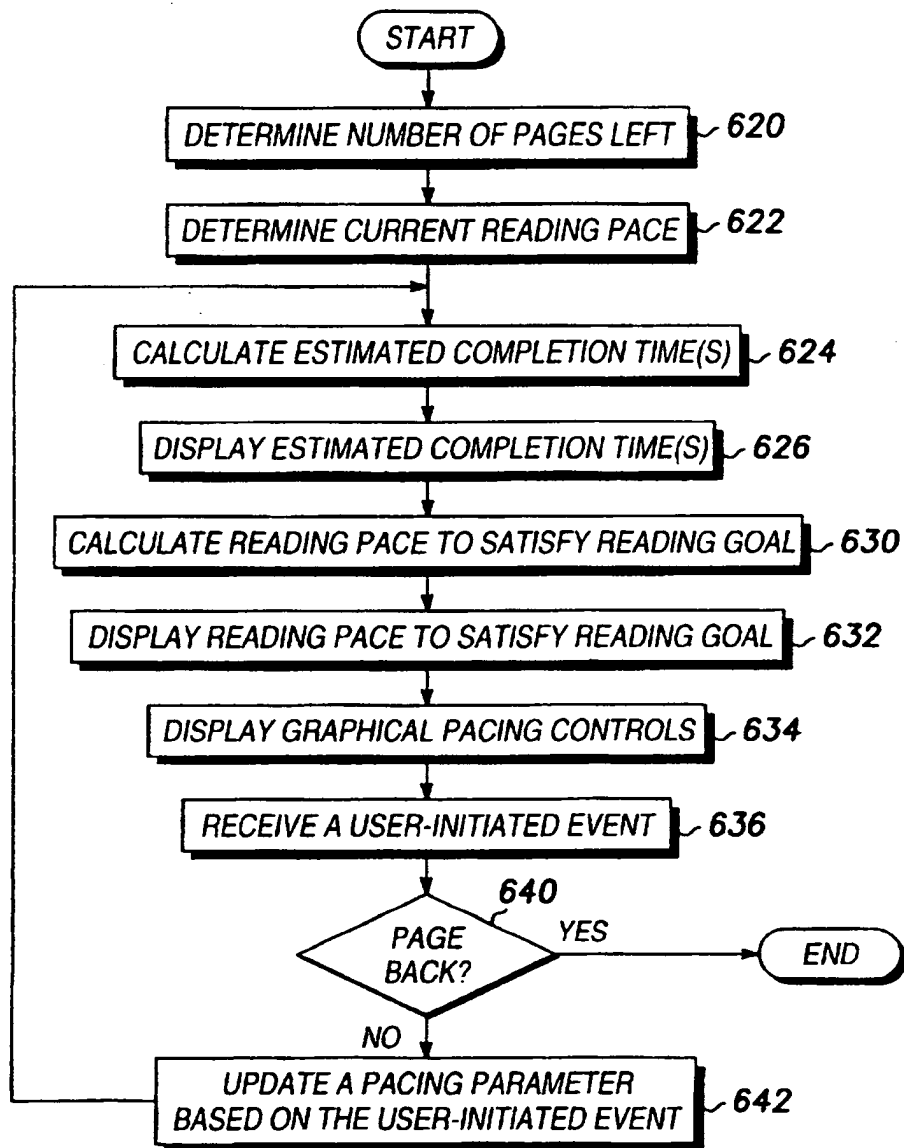 START
DETERMINE NUMBER OF PAGES LEFT 620
DETERMINE CURRENT READING PACE 622
CALCULATE ESTIMATED COMPLETION TIME(S) 624
DISPLAY ESTIMATED COMPLETION TIME(S) 626
CALCULATE READING PACE TO SATISFY READING GOAL 630
DISPLAY READING PACE TO SATISFY READING GOAL 632
DISPLAY GRAPHICAL PACING CONTROLS 634
RECEIVE A USER-INITIATED EVENT 636
640
PAGE
BACK?
YES
END
NO
UPDATE A PACING PARAMETER
BASED ON THE USER-INITIATED EVENT 642